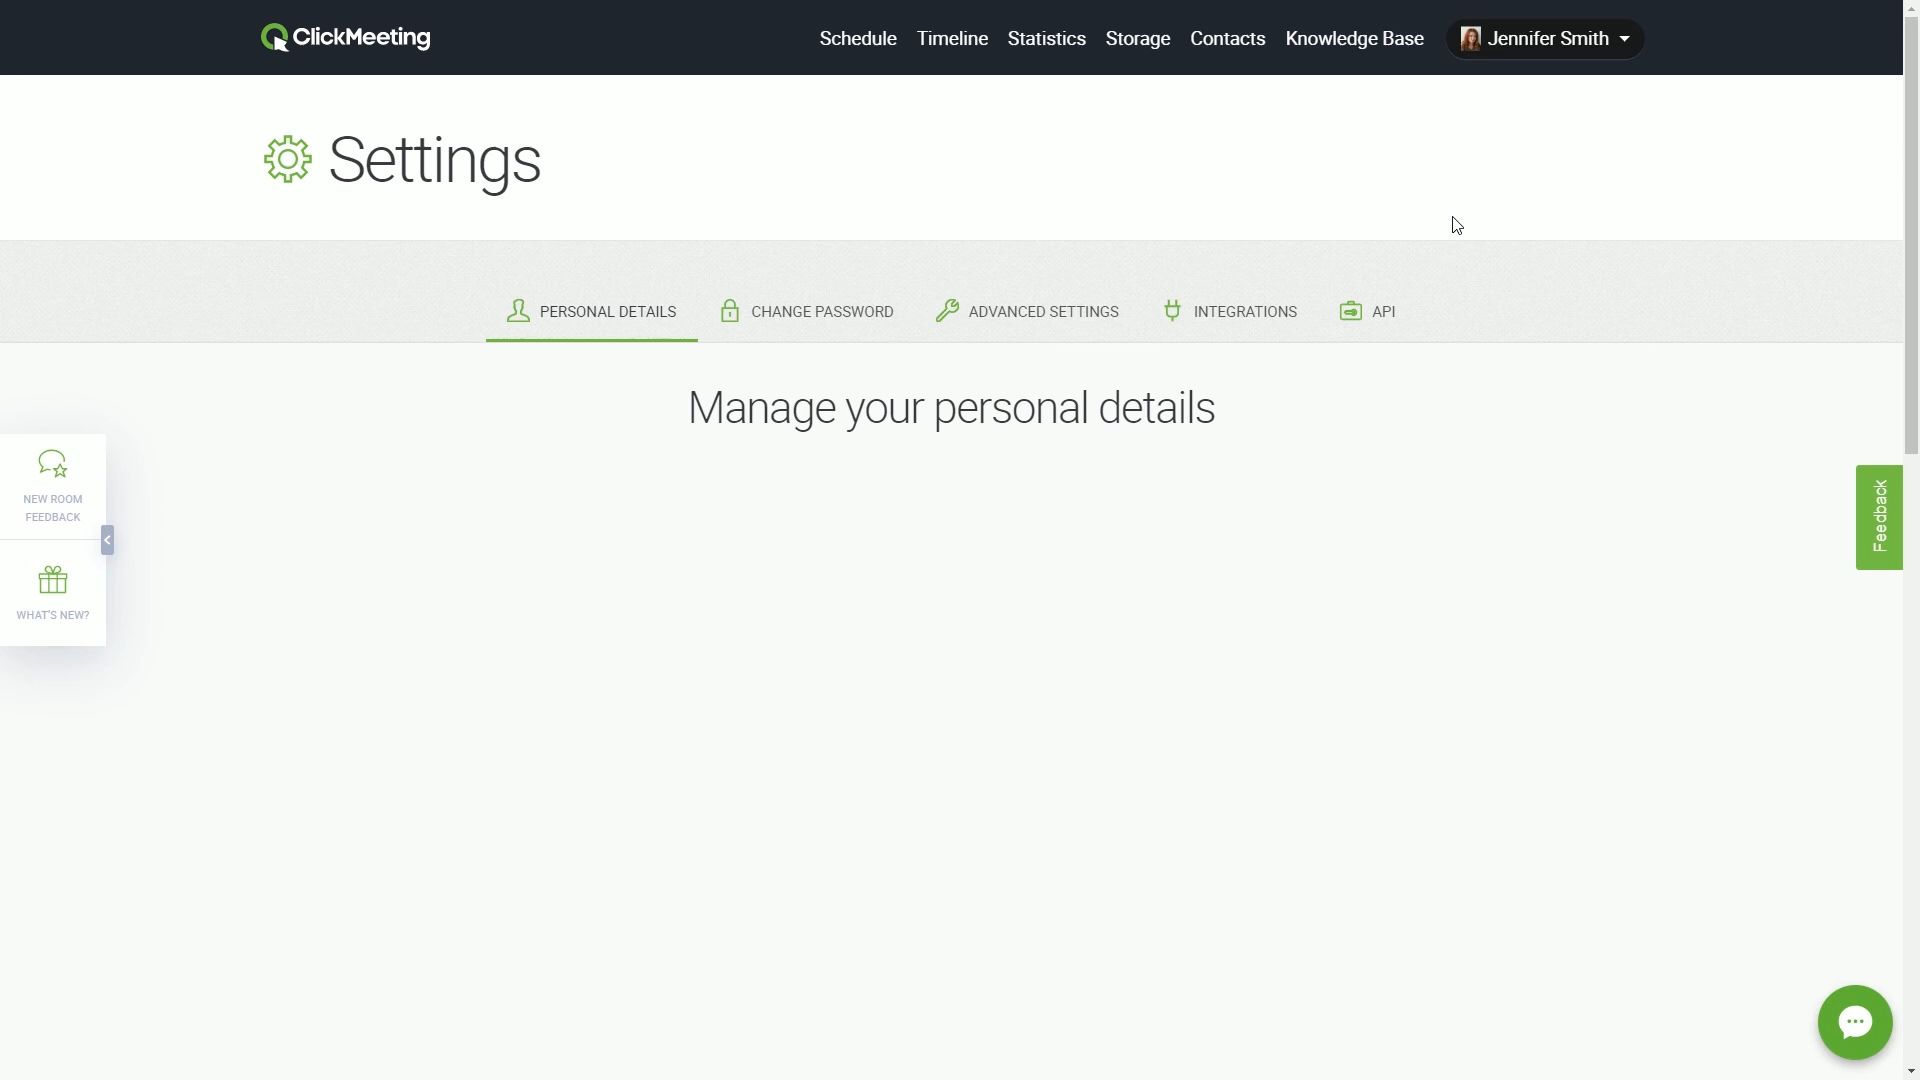 ClickMeeting
Schedule Timeline Statistics Storage Contacts Knowledge Base Jennifer Smith
Settings
PERSONAL DETAILS CHANGE PASSWORD ADVANCED SETTINGS INTEGRATIONS API
Manage your personal details
NEW ROOM
FEEDBACK
WHAT'S NEW?
Feedback